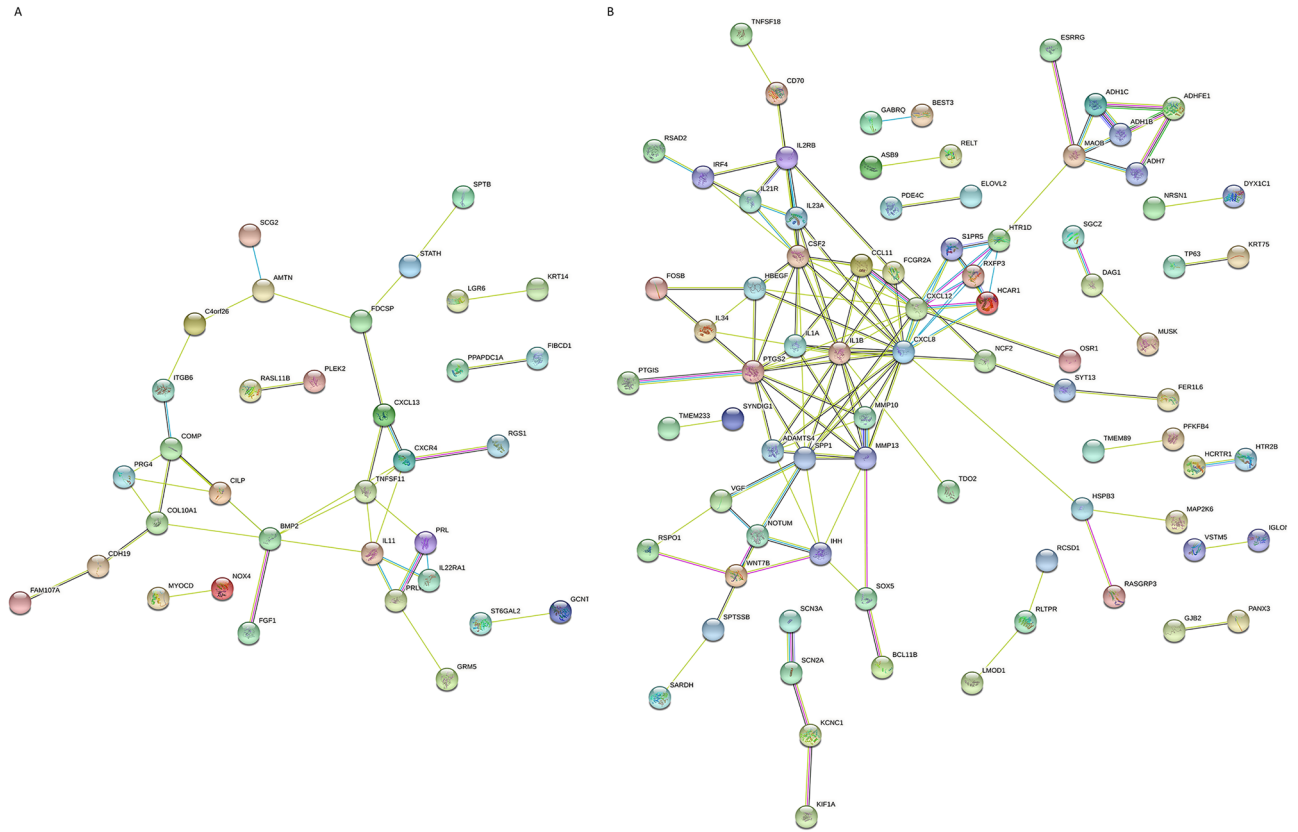 A
B
TNFSF18
ESRRG
CD70
ADH1C
ADHFE1
GABRQ
BEST3
ADH1B
RSAD2
IL2RB
RELT
ASB9
MAOB
IRF4
ADH7
SPTB
IL21R
PDE4C
ELOVL2
NRSN1
DYX1C1
IL23A
SCG2
S1PR5
HTR1D
SGCZ
STATH
CSF2
CCL11
FCGR2A
RXFP3
TP63
KRT75
AMTN
FOSB
HBEGF
HCAR1
DAG1
LGR6
KRT14
CXCL12
C4orf26
FDCSP
IL34
IL1A
IL1B
CXCL8
MUSK
FIBCD1
NCF2
OSR1
PPAPDC1A
PTGS2
PTGIS
ITGB6
RASL11B
PLEK2
SYT13
FER1L6
SYNDIG1
TMEM233
MMP10
CXCL13
COMP
RGS1
ADAMTS4
SPP1
MMP13
TMEM89
PFKFB4
HCRTR1
HTR2B
CXCR4
PRG4
CILP
TNFSF11
TDO2
VGF
HSPB3
MAP2K6
COL10A1
BMP2
PRL
NOTUM
IHH
RSPO1
VSTM5
IGLO
IL11
CDH19
IL22RA1
WNT7B
RCSD1
RASGRP3
FAM107A
MYOCD
NOX4
PRL
SOX5
ST6GAL2
GCNT
FGF1
SPTSSB
SCN3A
RLTPR
GJB2
PANX3
SCN2A
BCL11B
GRM5
SARDH
LMOD1
KCNC1
KIF1A